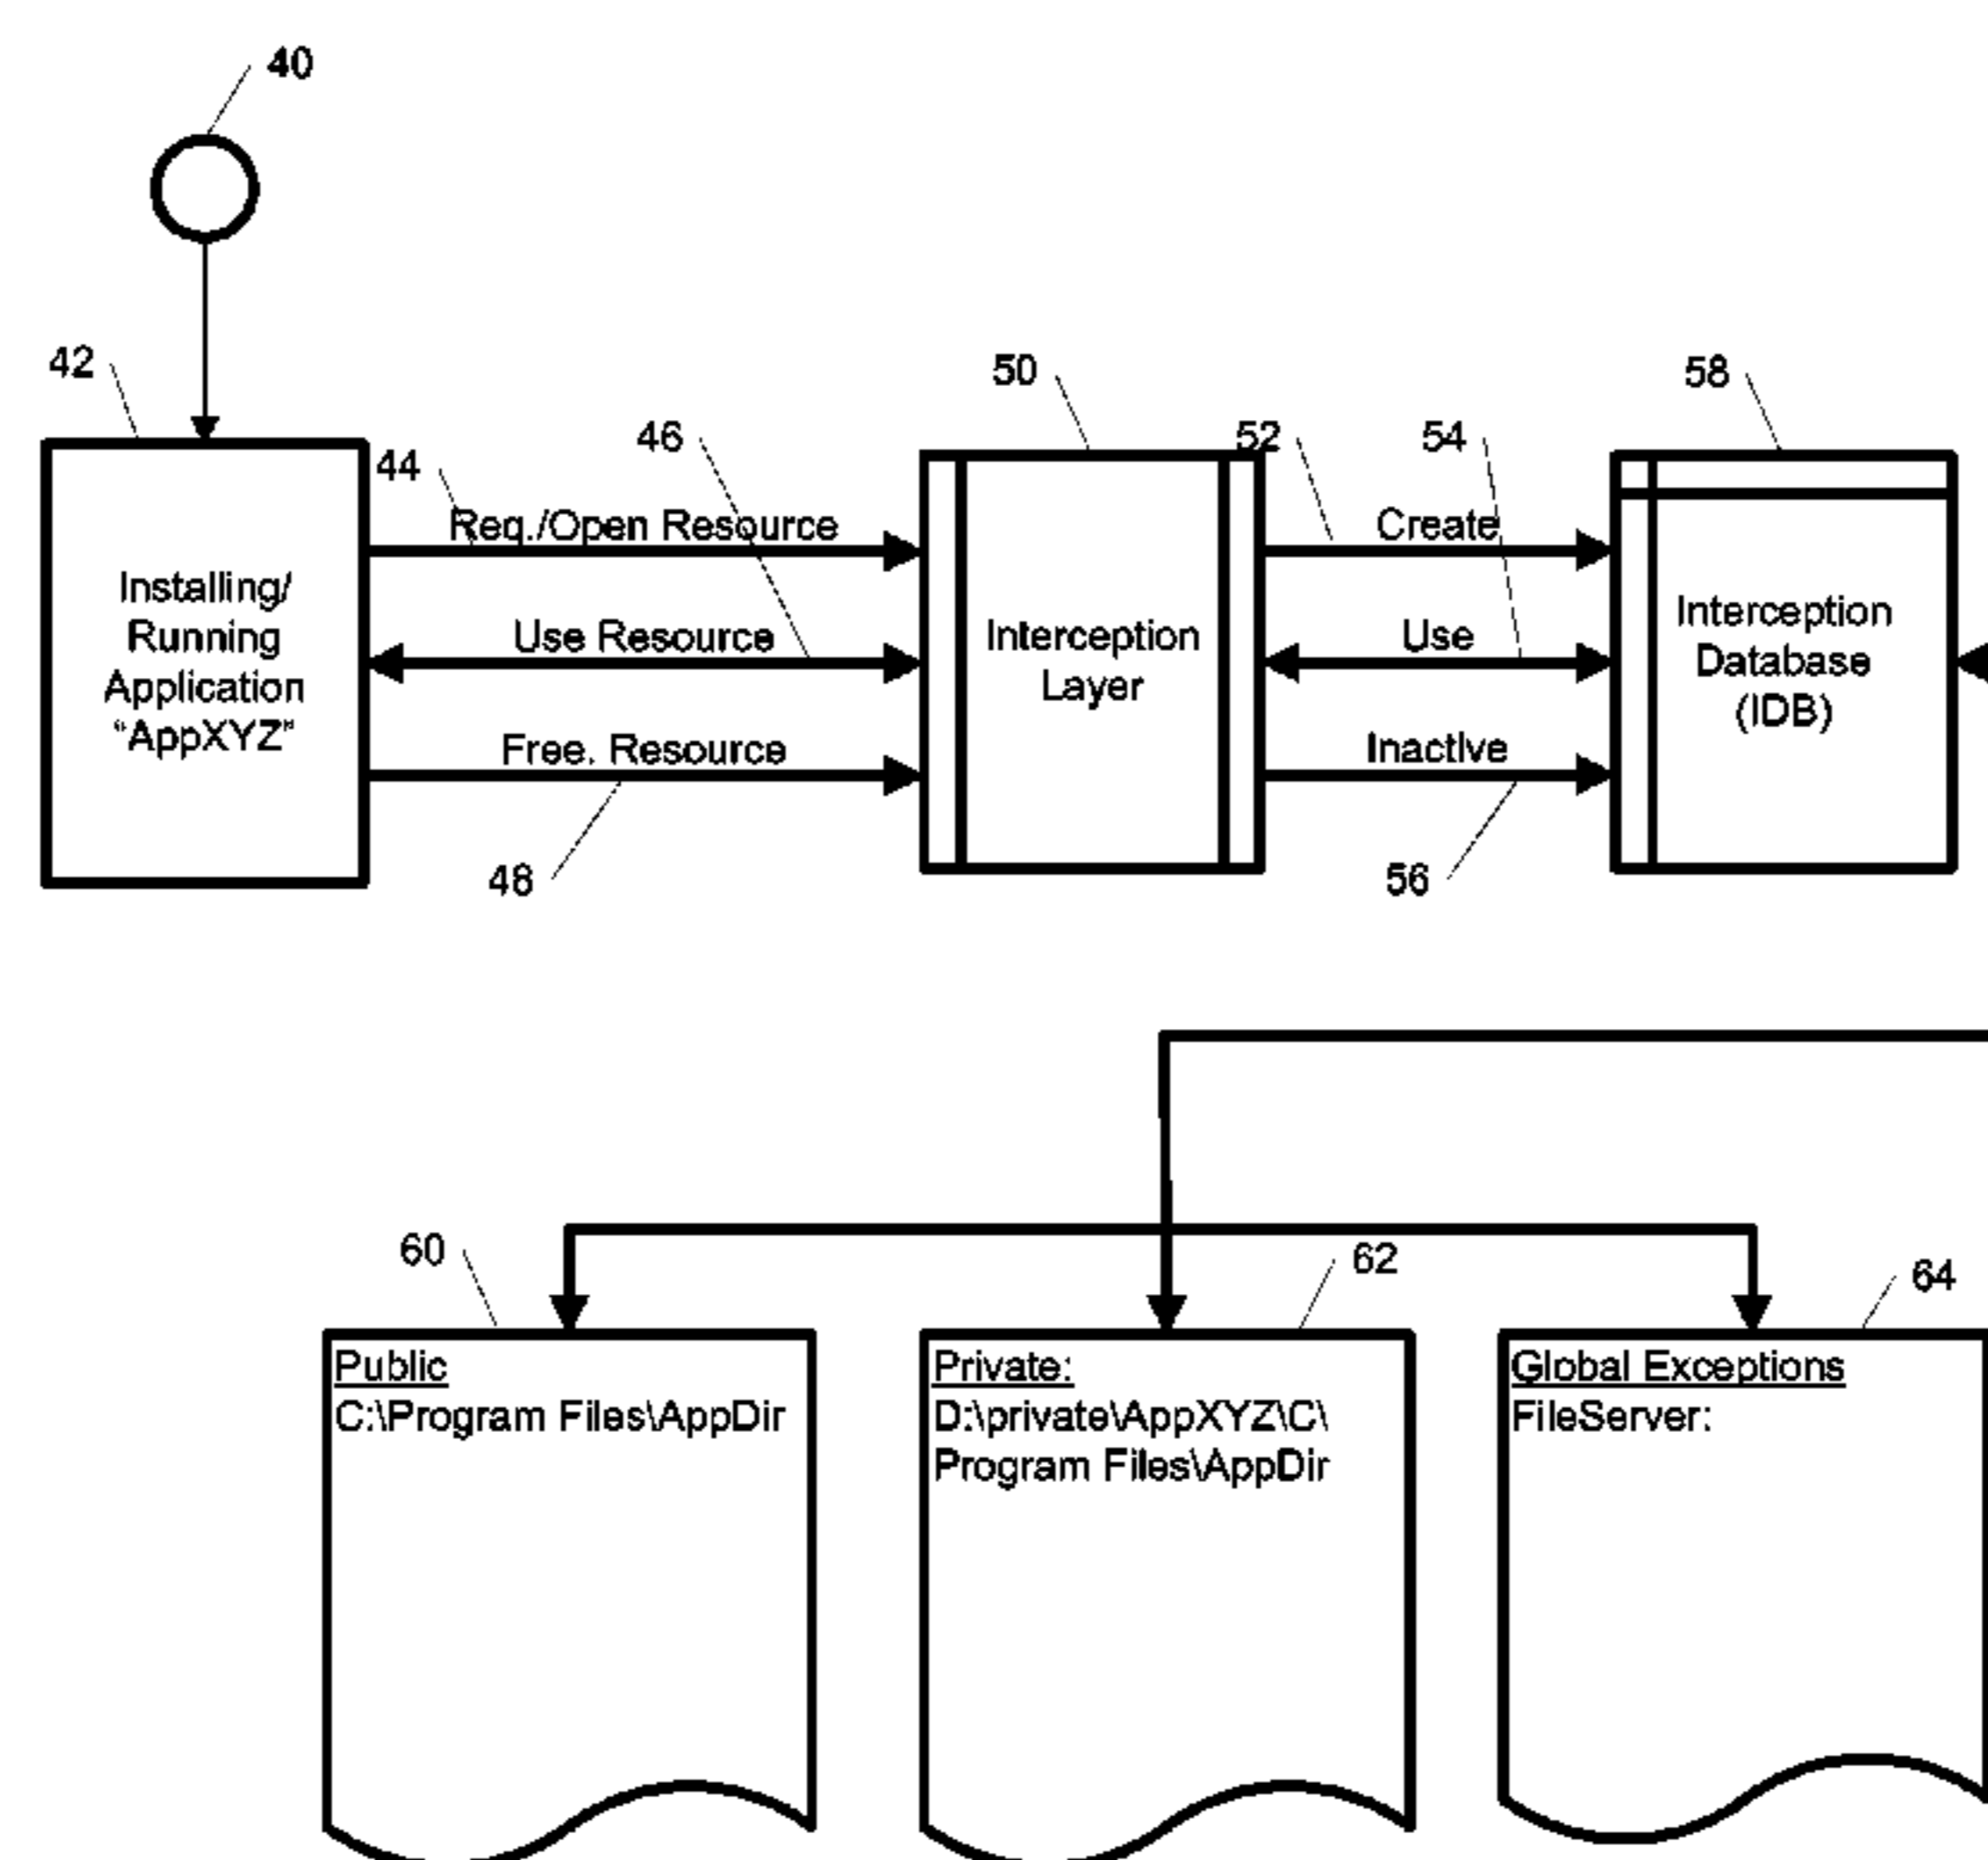 40
42
50
58
44
46
52
54
Req./Open Resource
Create
Installing/
Running
Application
"AppXYZ"
Use Resource
Interception
Layer
Use
Interception
Database
(IDB)
Free. Resource
Inactive
48
56
60
62
64
Public
C:\Program Files\AppDir
Private:
D:\private\AppXYZ\C\
Program Files\AppDir
Global Exceptions
FileServer: